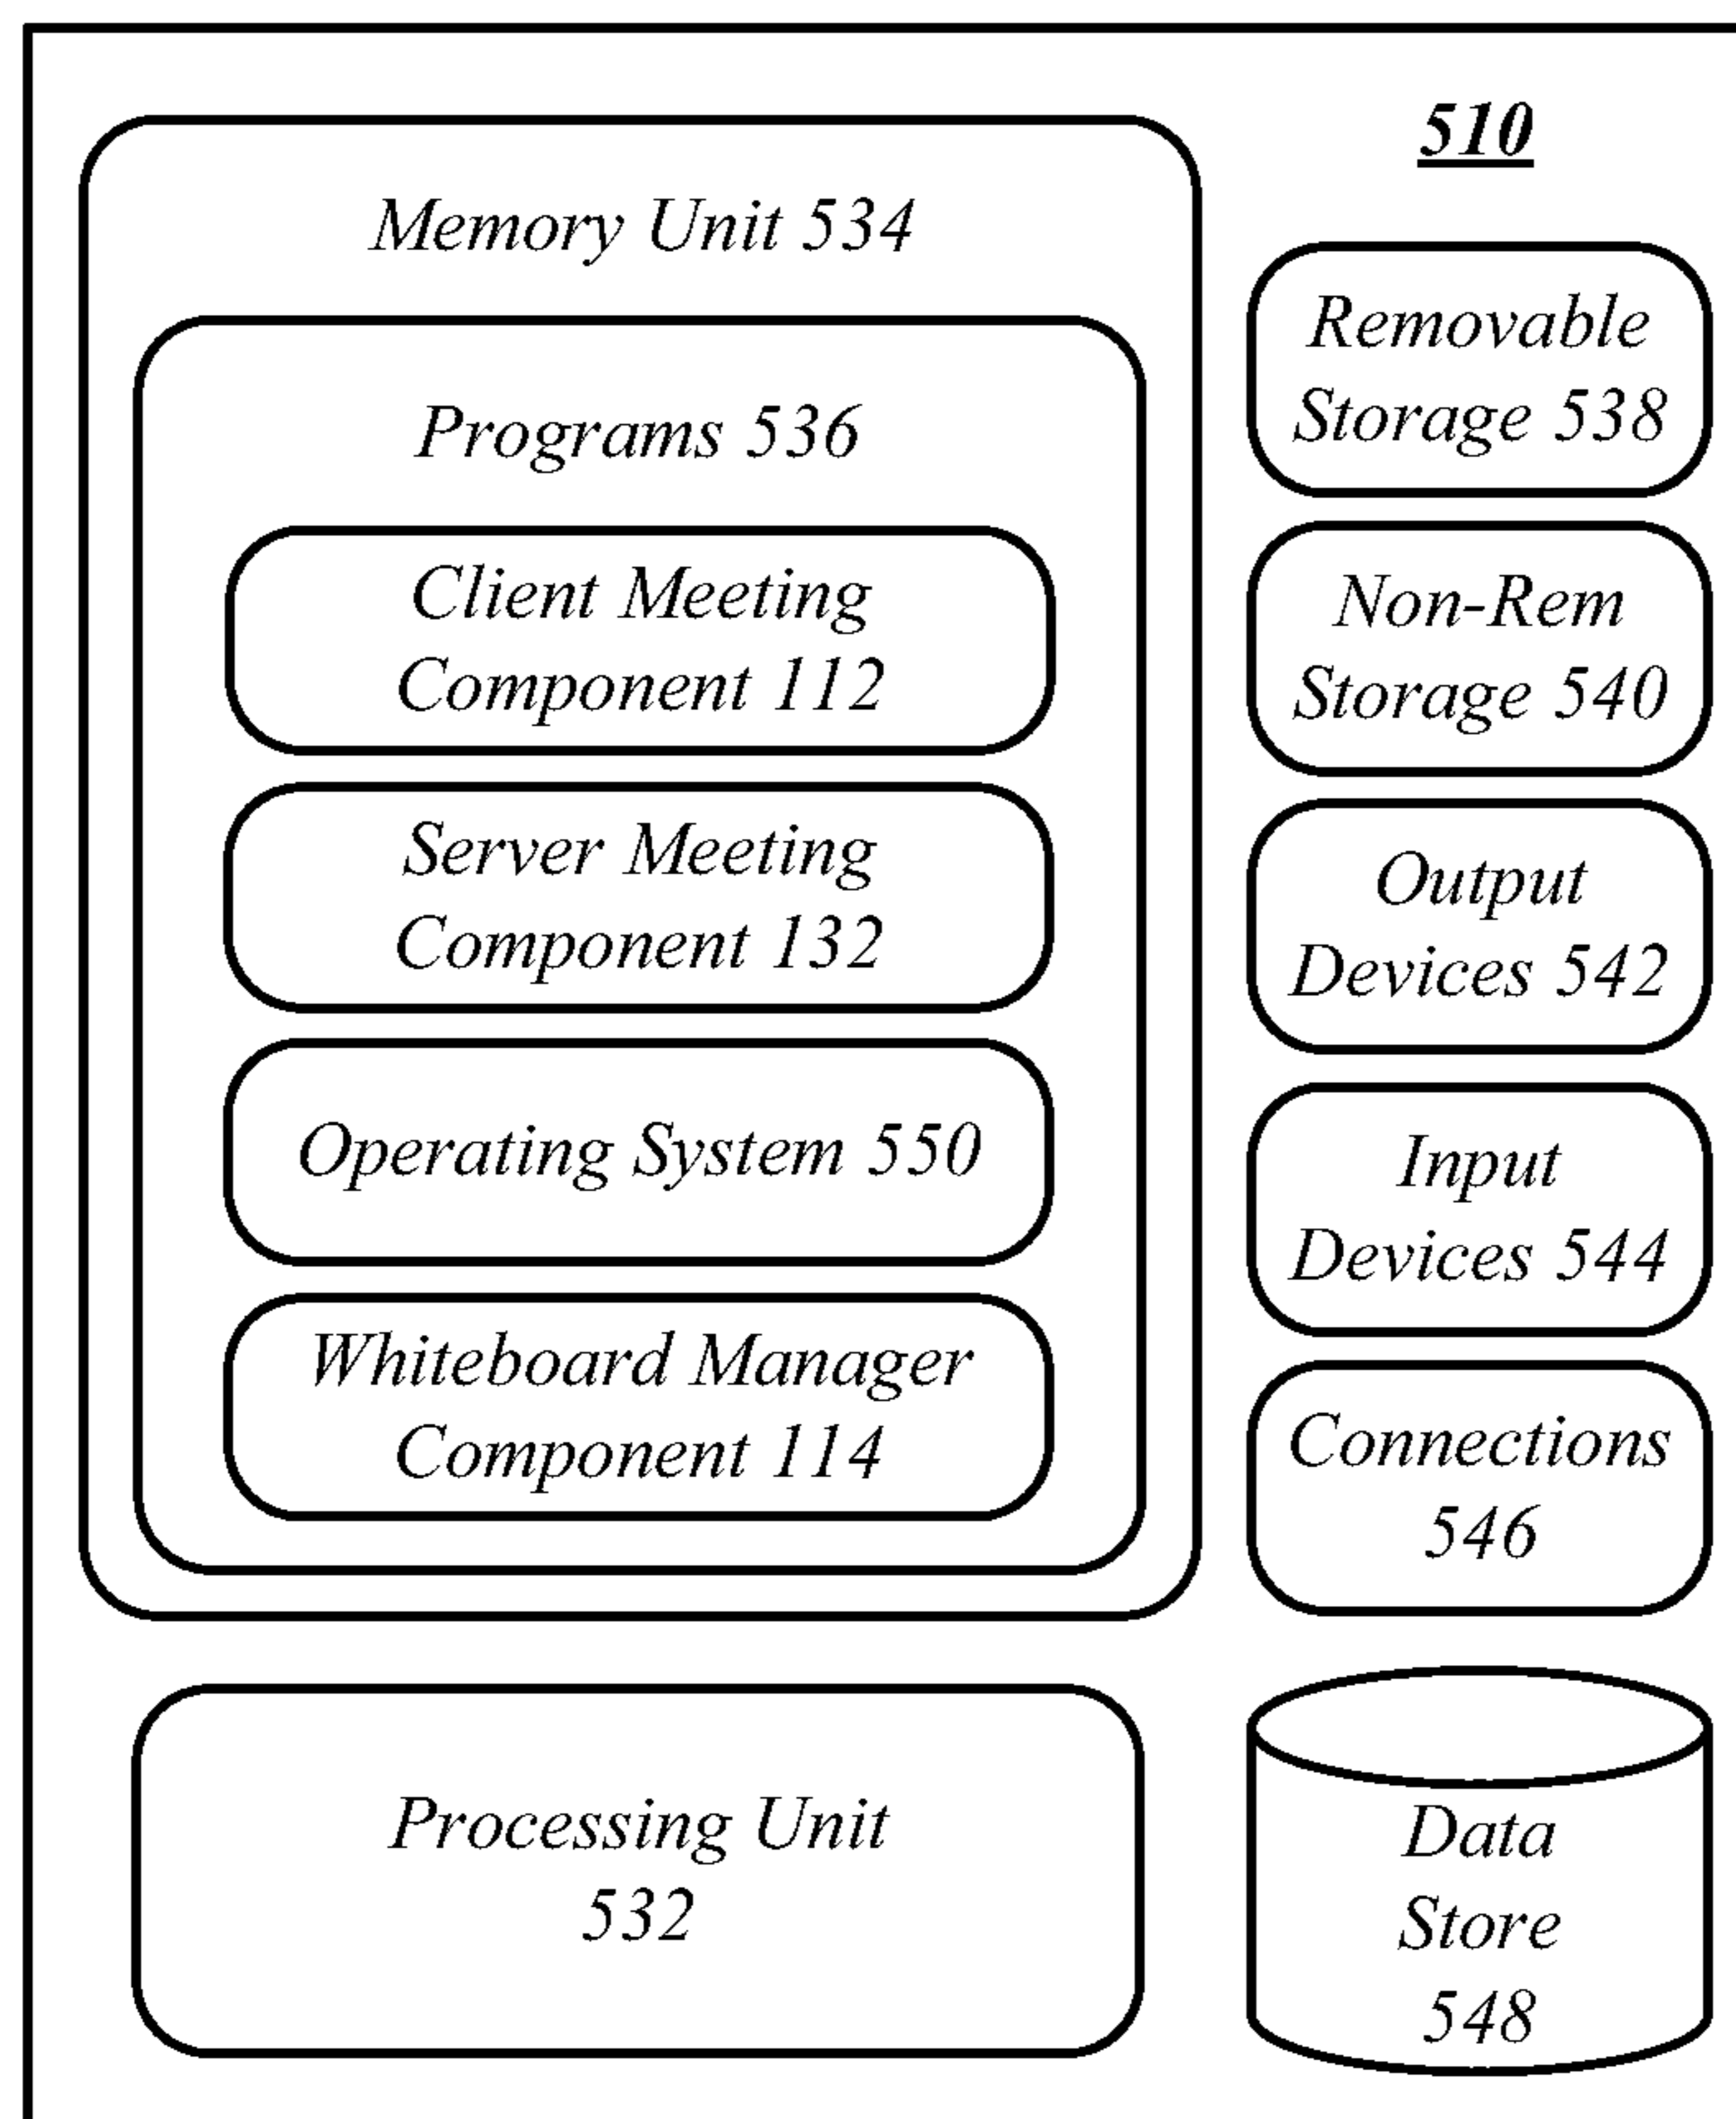 510
Memory Unit 534
Programs 536
Client Meeting
Component 112
Server Meeting
Component 132
Operating System 550
Whiteboard Manager
Component 114
Processing Unit
532
Removable
Storage 538
Non-Rem
Storage 540
Output
Devices 542
Input
Devices 544
Connections
546
Data
Store
548